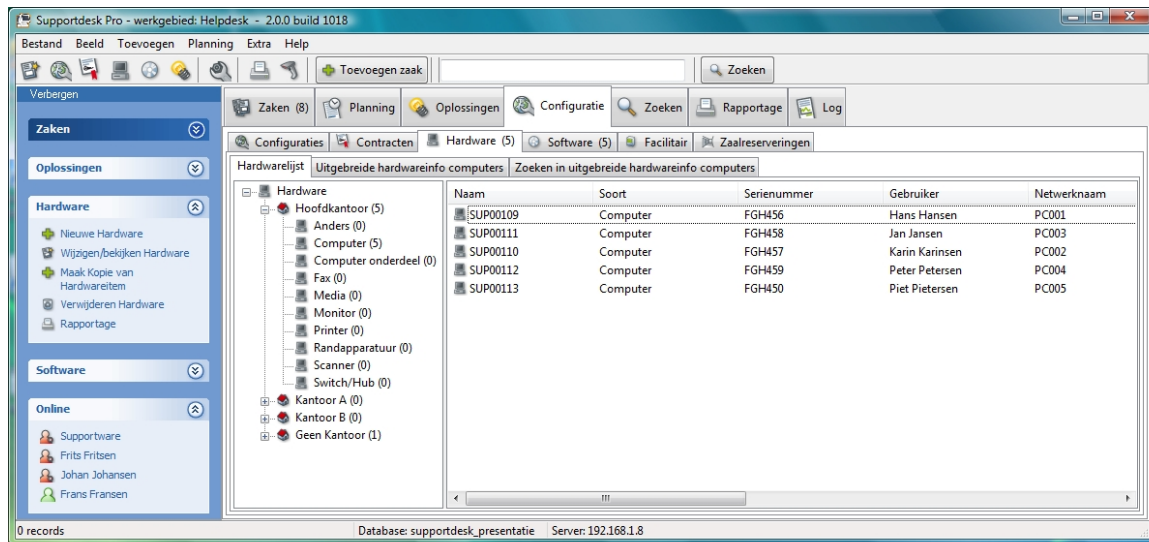 Supportdesk Pro - werkgebied: Helpdesk - 2.0.0 build 1018
Bestand Beeld Toevoegen Planning Extra Help
Toevoegen zaak Zoeken
Verbergen
Zaken
Oplossingen
Hardware
Nieuwe Hardware
Wijzigen/bekijken Hardware
Maak Kopie van
Hardwareitem
Verwijderen Hardware
Rapportage
Software
Online
Supportware
Frits Fritsen
Johan Johansen
Frans Fransen
Zaken (8) Planning Oplossingen Configuratie Zoeken Rapportage Log
Configuraties Contracten Hardware (5) Software (5) Facilitair Zaalreserveringen
Hardwarelijst Uitgebreide hardwareinfo computers Zoeken in uitgebreide hardwareinfo computers
Hardware
Hoofdkantoor (5)
Anders (0)
Computer (5)
Computer onderdeel (0)
Fax (0)
Media (0)
Monitor (0)
Printer (0)
Randapparatuur (0)
Scanner (0)
Switch/Hub (0)
Kantoor A (0)
Kantoor B (0)
Geen Kantoor (1)
Naam Soort Serienummer Gebruiker Netwerknaam
SUP00109 Computer FGH456 Hans Hansen PC001
SUP00111 Computer FGH458 Jan Jansen PC003
SUP00110 Computer FGH457 Karin Karinsen PC002
SUP00112 Computer FGH459 Peter Petersen PC004
SUP00113 Computer FGH450 Piet Pietersen PC005
0 records Database: supportdesk_presentatie Server: 192.168.1.8